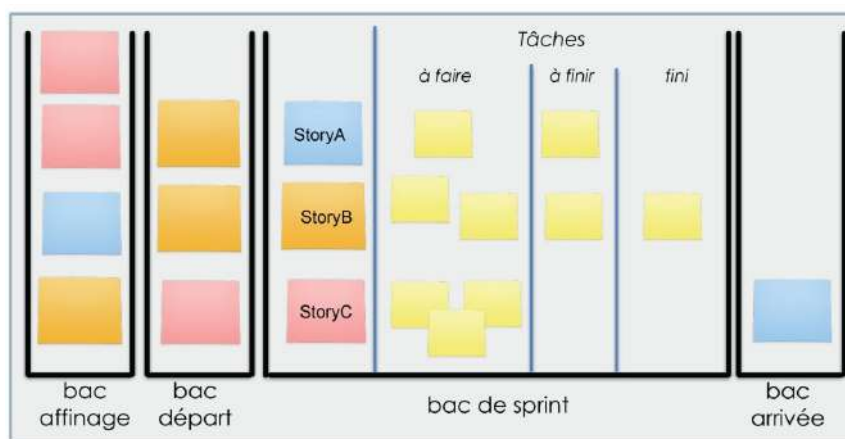 Tâches
à faire
à finir
fini
StoryA
StoryB
StoryC
bac
affinage
bac
départ
bac de sprint
bac
arrivée